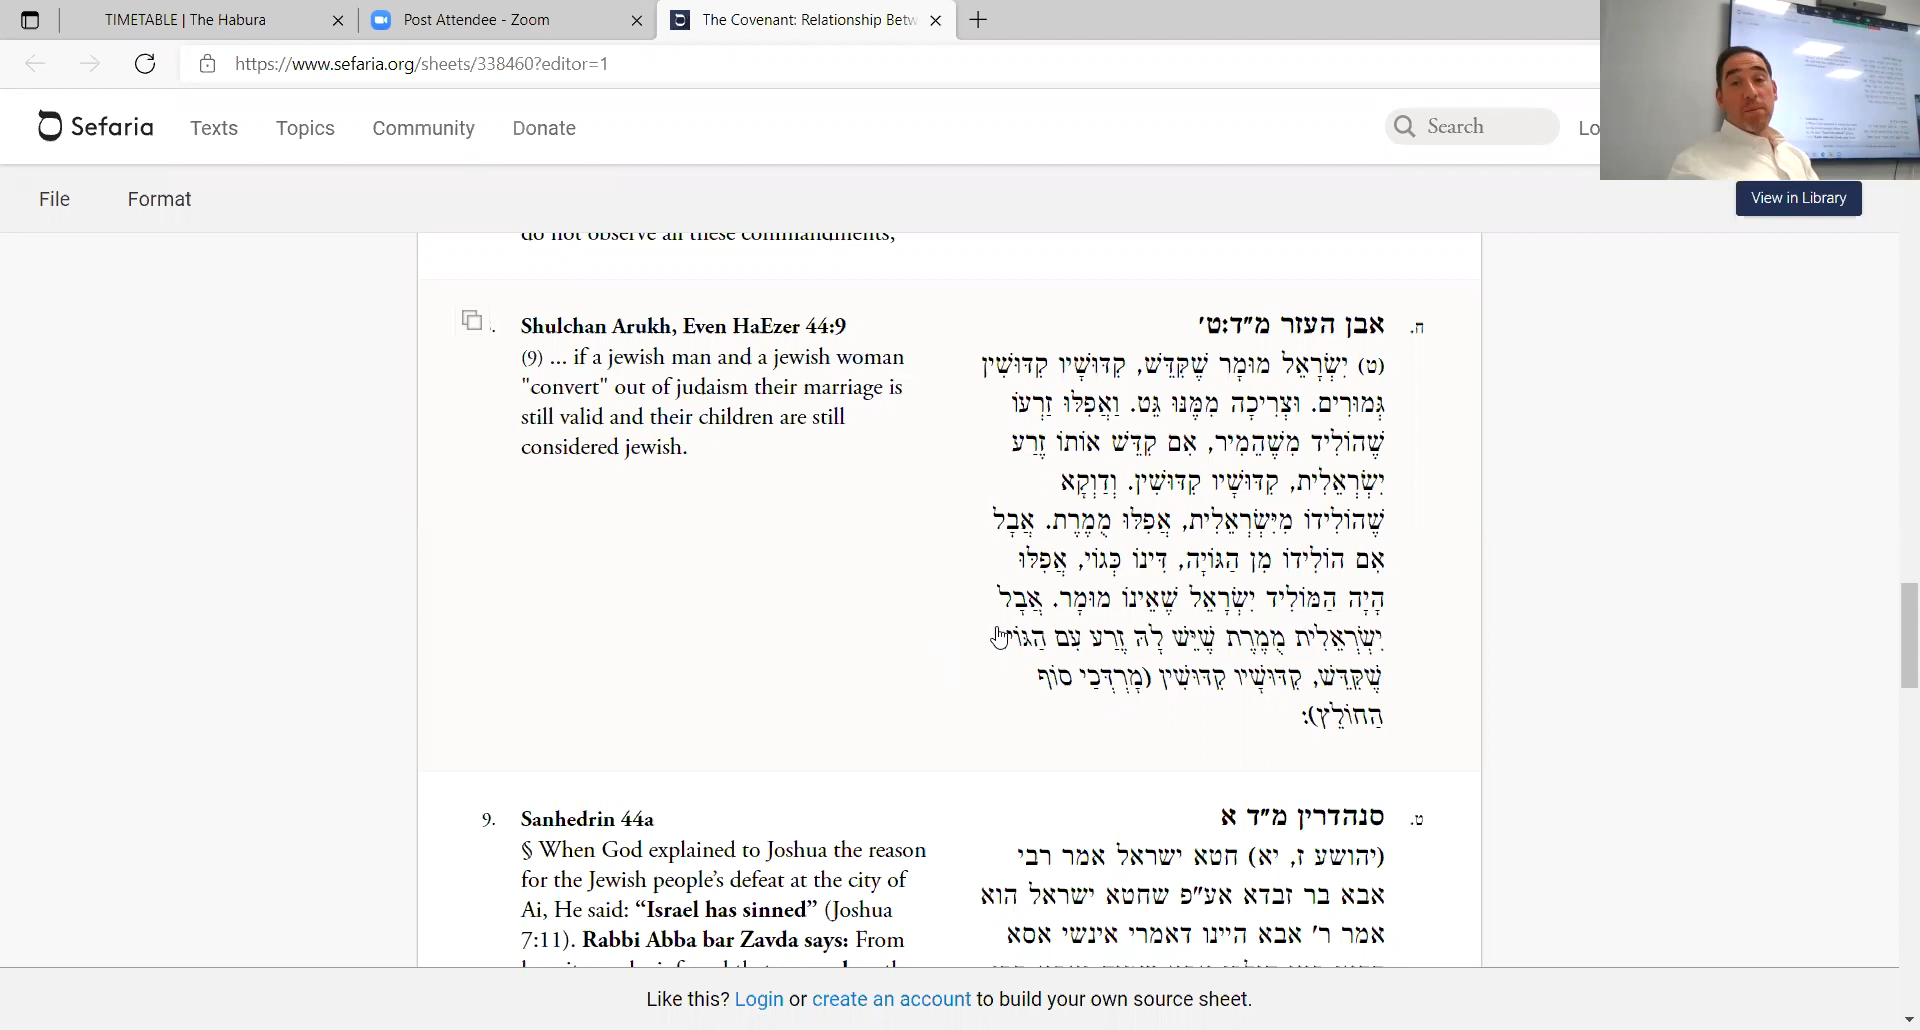 TIMETABLE | The Habura
Post Attendee - Zoom
The Covenant: Relationship Betw
https://www.sefaria.org/sheets/338460?editor=1
Sefaria
Texts
Topics
Community
Donate
Search
Lo
File
Format
View in Library
do not observe all these commandments,
Shulchan Arukh, Even HaEzer 44:9
(9) ... if a jewish man and a jewish woman
"convert" out of judaism their marriage is
still valid and their children are still
considered jewish.
ח.
אבן העזר מ״ד:ט׳
(ט) יִשְׂרָאֵל מוּמָר שֶׁקִּדֵּשׁ, קִדּוּשָׁיו קִדּוּשִׁין
גְּמוּרִים. וּצְרִיכָה מִמֶּנּוּ גֵּט. וַאֲפִלּוּ זַרְעוֹ
שֶׁהוֹלִיד מִשֶּׁהֵמִיר, אִם קִדֵּשׁ אוֹתוֹ זֶרַע
יִשְׂרְאֵלִית, קִדּוּשָׁיו קִדּוּשִׁין. וְדַוְקָא
שֶׁהוֹלִידוֹ מִיִּשְׂרְאֵלִית, אֲפִלּוּ מֻמֶרֶת. אֲבָל
אִם הוֹלִידוֹ מִן הַגּוֹיָה, דִּינוֹ כְּגוֹי, אֲפִלּוּ
הָיָה הַמּוֹלִיד יִשְׂרָאֵל שֶׁאֵינוֹ מוּמָר. אֲבָל
יִשְׂרְאֵלִית מֻמֶרֶת שֶׁיֵּשׁ לָהּ זֶרַע עִם
שֶׁקִּדֵּשׁ, קִדּוּשָׁיו קִדּוּשִׁין (מָרְדְּכַי סוֹף
הַחוֹלֵץ):
9.
Sanhedrin 44a
§ When God explained to Joshua the reason
for the Jewish people’s defeat at the city of
Ai, He said: “Israel has sinned” (Joshua
7:11). Rabbi Abba bar Zavda says: From
ט.
סנהדרין מ״ד א
(יהושע ז, יא) חטא ישראל אמר רבי
אבא בר זבדא אע״פ שחטא ישראל הוא
אמר ר׳ אבא היינו דאמרי אינשי אסא
Like this? Login or create an account to build your own source sheet.